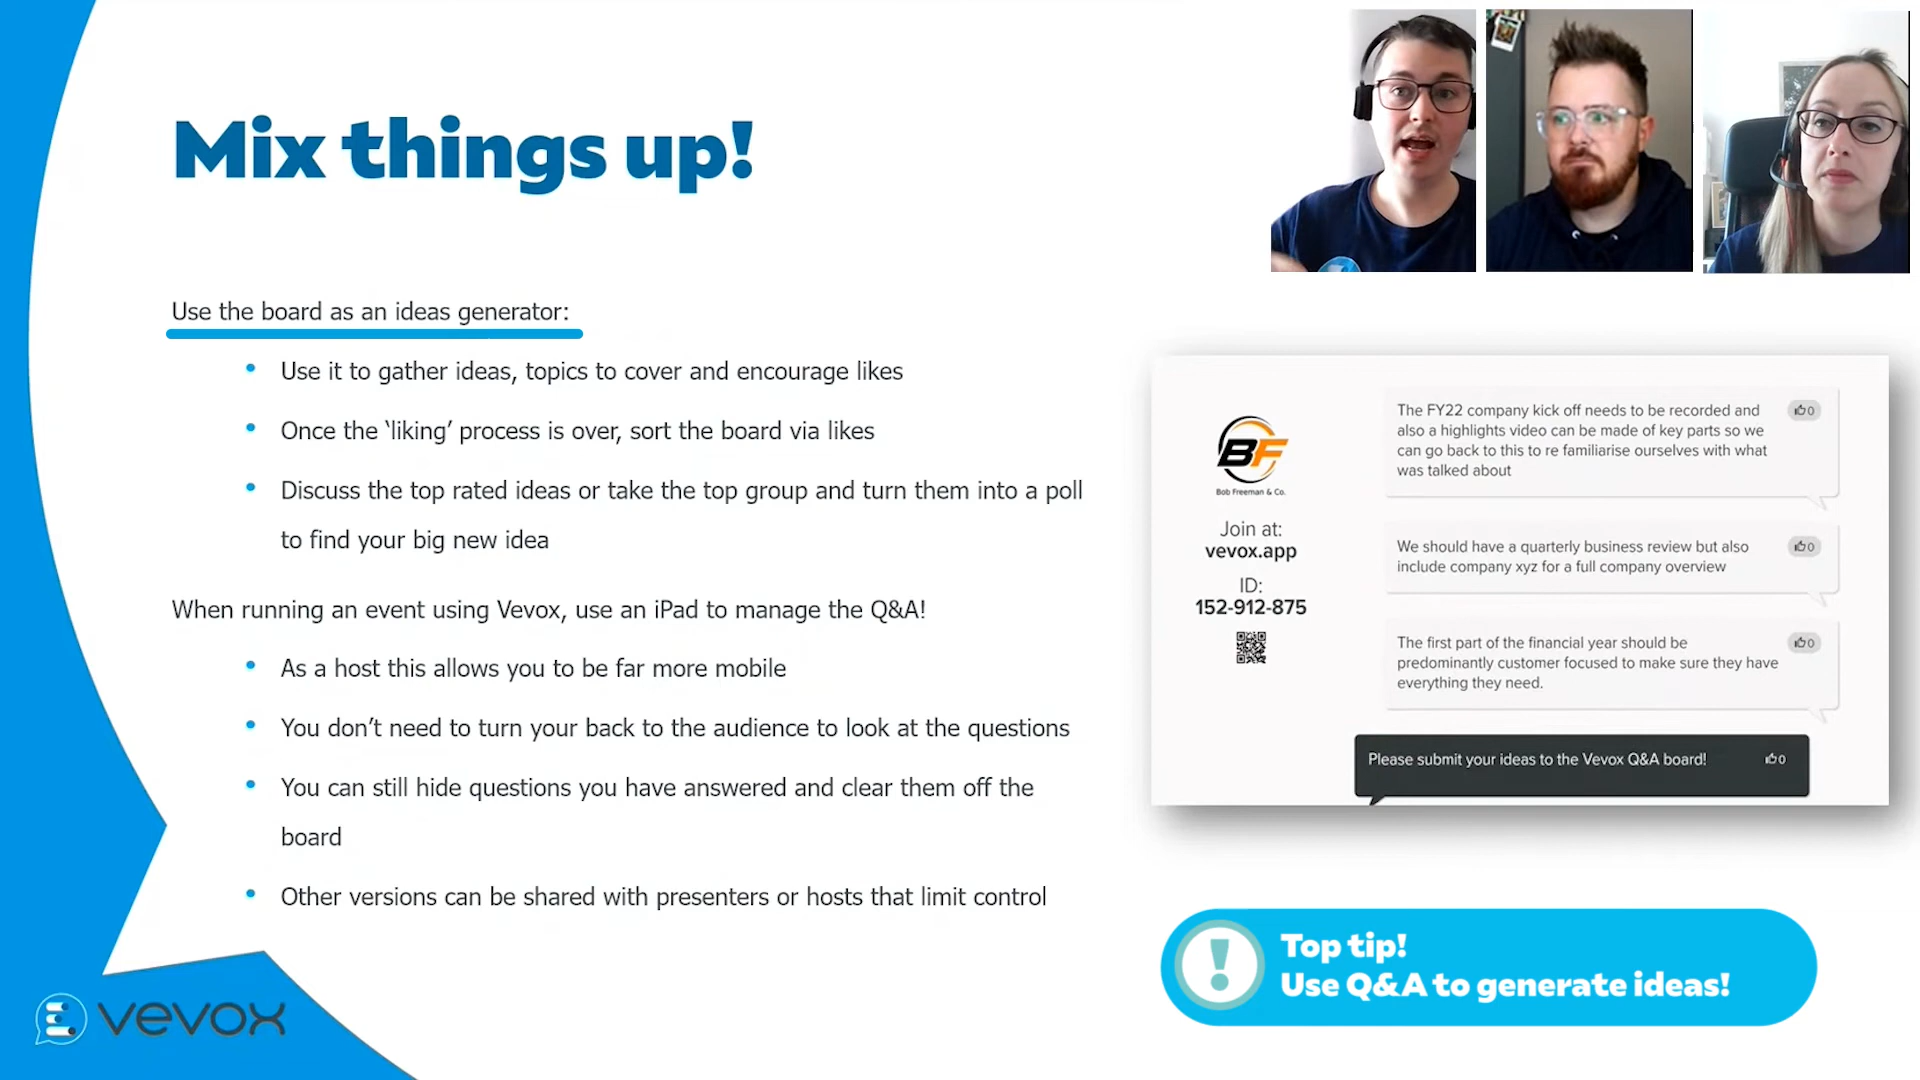 Mix things up!
Use the board as an ideas generator:
• Use it to gather ideas, topics to cover and encourage likes
• Once the ‘liking’ process is over, sort the board via likes
• Discuss the top rated ideas or take the top group and turn them into a poll
to find your big new idea
When running an event using Vevox, use an iPad to manage the Q&A!
• As a host this allows you to be far more mobile
• You don’t need to turn your back to the audience to look at the questions
• You can still hide questions you have answered and clear them off the
board
• Other versions can be shared with presenters or hosts that limit control
BF
Bob Freeman & Co.
Join at:
vevox.app
ID:
152-912-875
The FY22 company kick off needs to be recorded and
also a highlights video can be made of key parts so we
can go back to this to re familiarise ourselves with what
was talked about
0
We should have a quarterly business review but also
include company xyz for a full company overview
0
The first part of the financial year should be
predominantly customer focused to make sure they have
everything they need.
0
Please submit your ideas to the Vevox Q&A board!
0
Top tip!
Use Q&A to generate ideas!
vevox